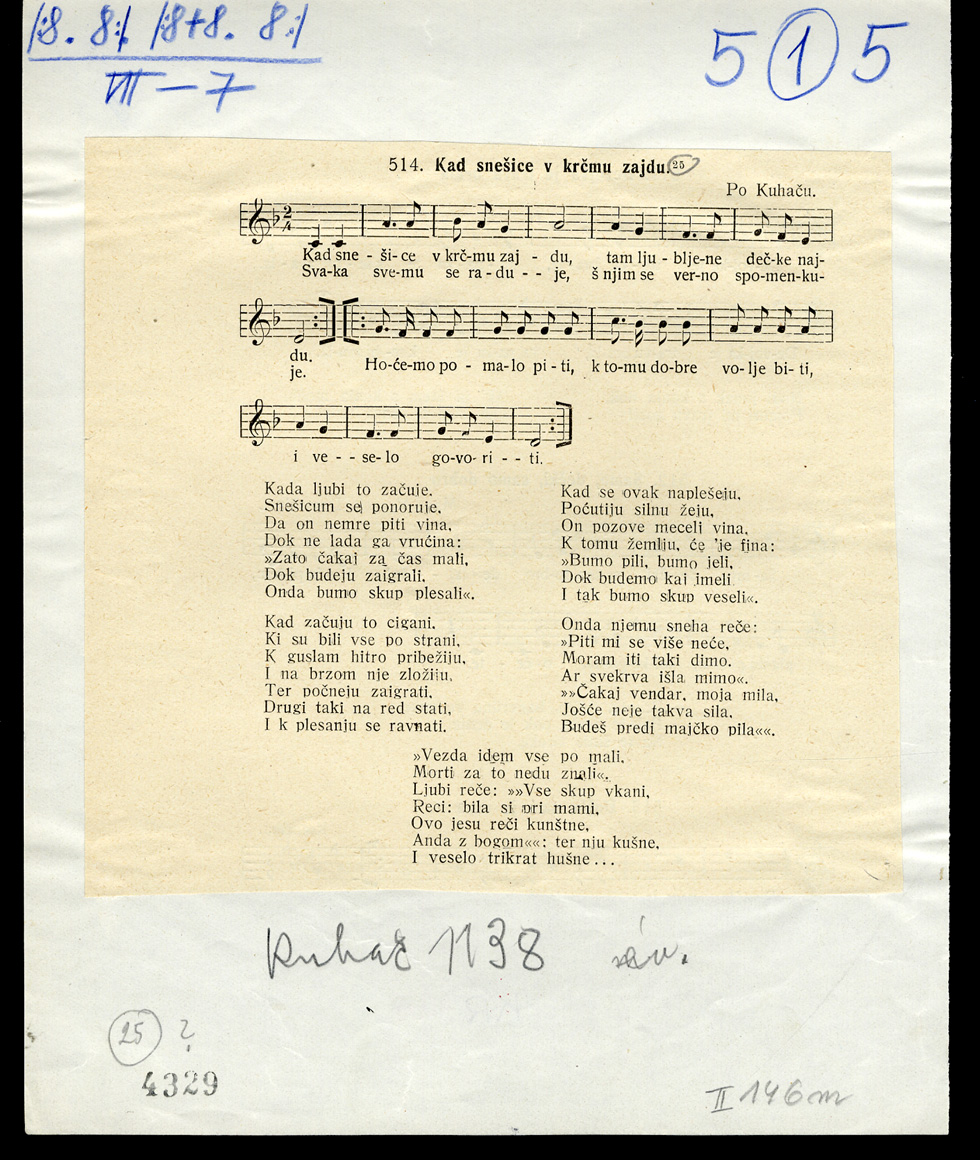 |:8. 8:| |:8+8. 8:|
VII — 7
5 1 5
514. Kad snešice v krčmu zajdu. 25
Po Kuhaču.
2/4
Kad sne - ši- ce v krč-mu zaj - du, tam lju - blje-ne deč-ke naj-
Sva-ka sve-mu se ra-du - - je, š njim se ver-no spo-men-ku-
du. Ho-će-mo po - ma-lo pi - ti, k to-mu do-bre vo- lje bi- ti,
je.
i ve - - se-lo go-vo- ri - - ti.
Kada ljubi to začuje.
Snešicum se ponoruje,
Da on nemre piti vina,
Dok ne lada ga vrućina:
»Zato čakaj za čas mali,
Dok budeju zaigrali.
Onda bumo skup plesali«.
Kad začuju to cigani,
Ki su bili vse po strani,
K guslam hitro pribežiju,
I na brzom nje zložiju,
Ter počneju zaigrati,
Drugi taki na red stati,
I k plesanju se ravnati.
Kad se ovak naplešeju,
Poćutiju silnu žeju,
On pozove meceli vina,
K tomu žemlju, će 'je fina:
»Bumo pili, bumo jeli,
Dok budemo kai imeli
I tak bumo skup veseli«.
Onda njemu sneha reče:
»Piti mi se više neće,
Moram iti taki dimo.
Ar svekrva išla mimo«.
»»Čakaj vendar, moja mila,
Jošće neje takva sila,
Budeš predi majčko pila««.
»Vezda idem vse po mali,
Morti za to nedu znali«.
Ljubi reče: »»Vse skup vkani,
Reci: bila si pri mami,
Ovo jesu reči kunštne,
Anda z bogom««: ter nju kušne,
I veselo trikrat hušne...
Kuhač 1138
25 ?
4329
II 146m